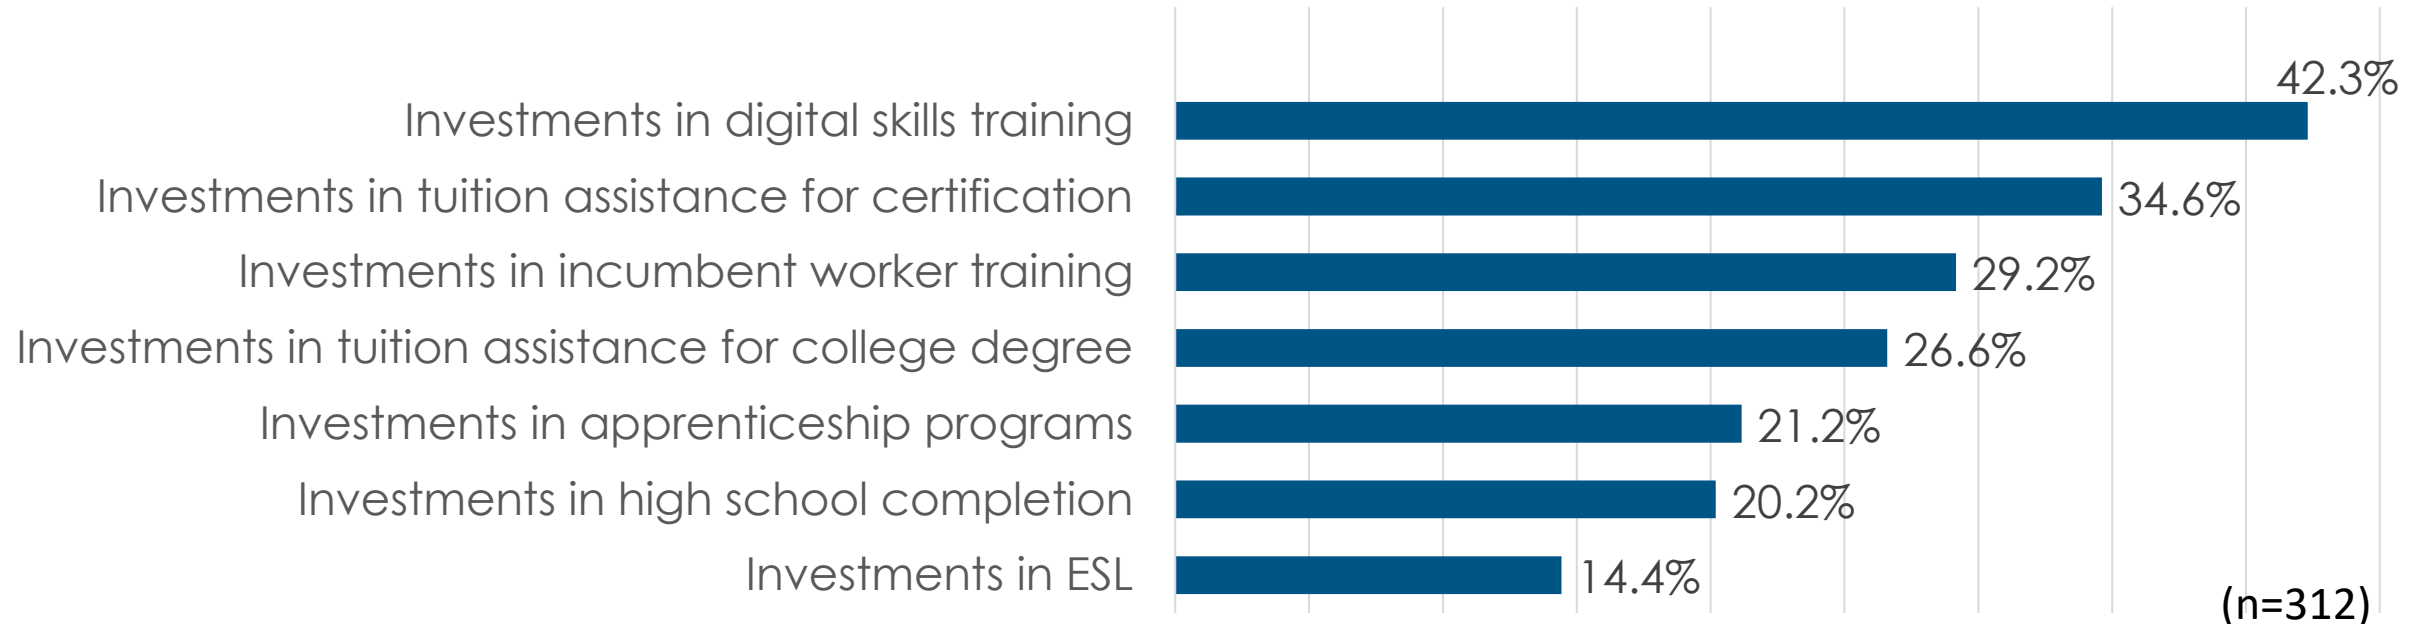 42.3%
Investments in digital skills training
Investments in tuition assistance for certification 34.6%
Investments in incumbent worker training 29.2%
Investments in tuition assistance for college degree 26.6%
Investments in apprenticeship programs 21.2%
Investments in high school completion 20.2%
Investments in ESL 14.4%
(n=312)